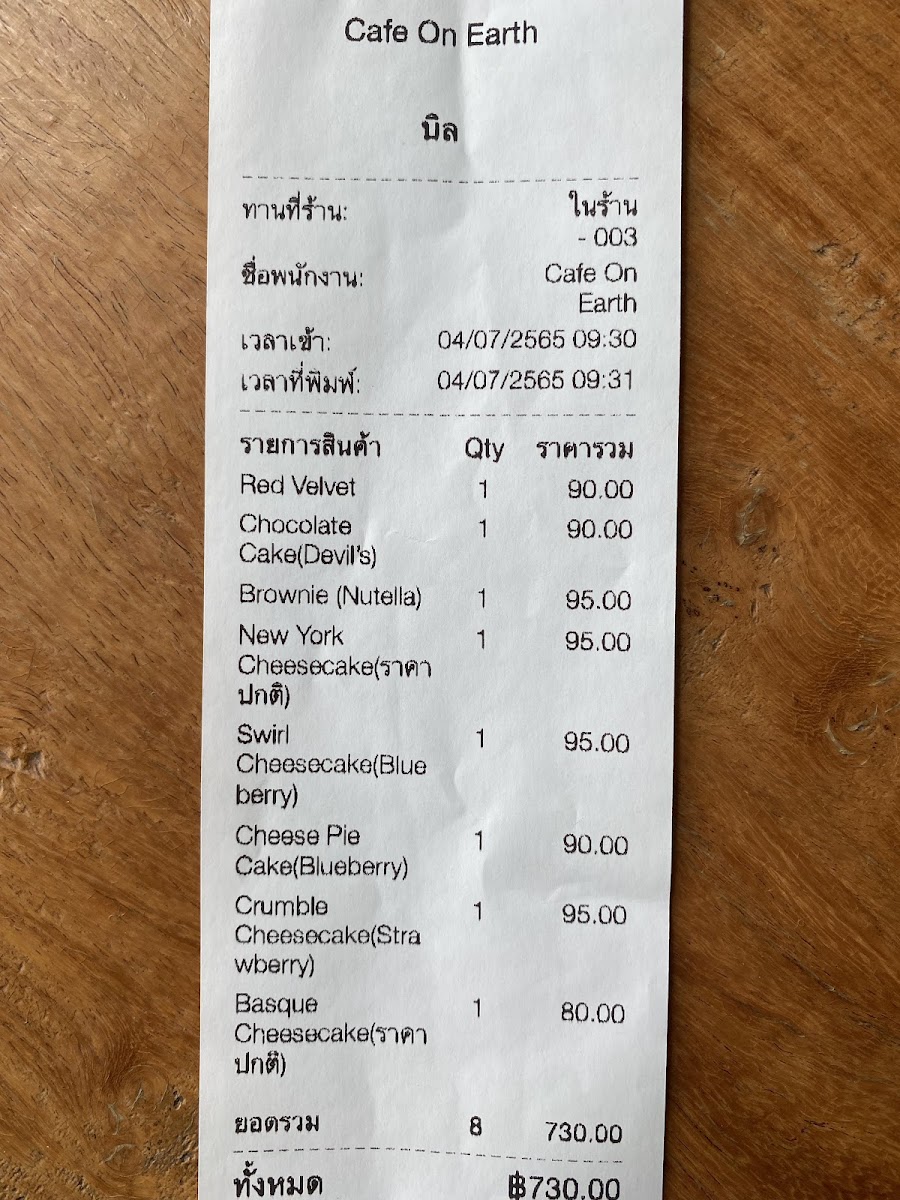 Cafe On Earth
บิล
ทานที่ร้าน: ในร้าน
- 003
ชื่อพนักงาน: Cafe On
Earth
เวลาเข้า: 04/07/2565 09:30
เวลาที่พิมพ์: 04/07/2565 09:31
รายการสินค้า Qty ราคารวม
Red Velvet 1 90.00
Chocolate 1 90.00
Cake(Devil's)
Brownie (Nutella) 1 95.00
New York 1 95.00
Cheesecake(ราคา
ปกติ)
Swirl 1 95.00
Cheesecake(Blue
berry)
Cheese Pie 1 90.00
Cake(Blueberry)
Crumble 1 95.00
Cheesecake(Stra
wberry)
Basque 1 80.00
Cheesecake(ราคา
ปกติ)
ยอดรวม 8 730.00
ทั้งหมด ฿730.00